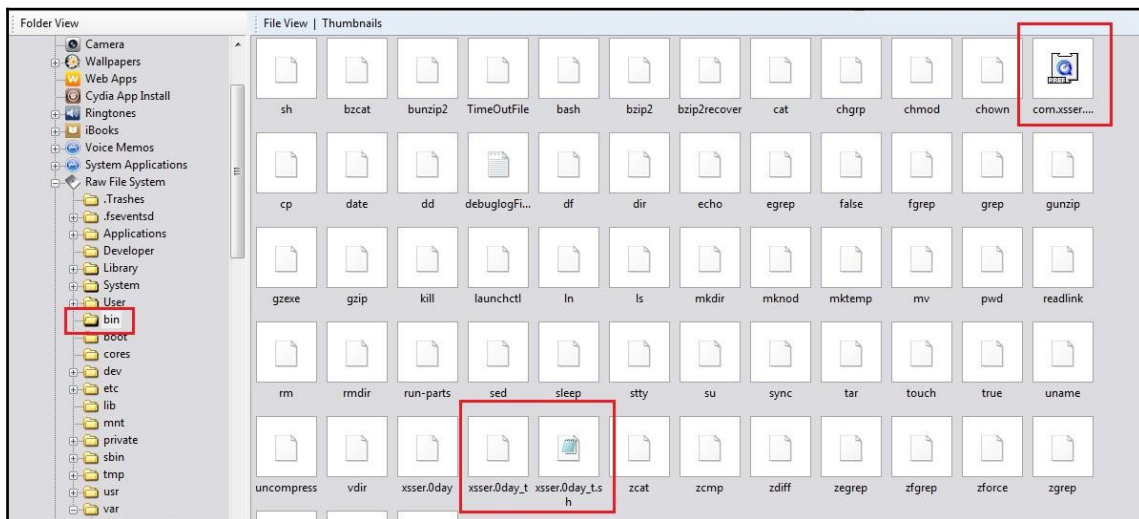 Folder View
Camera
Wallpapers
Web Apps
Cydia App Install
Ringtones
iBooks
Voice Memos
System Applications
Raw File System
.Trashes
.fseventsd
Applications
Developer
Library
System
User
bin
boot
cores
dev
etc
lib
mnt
private
sbin
tmp
usr
var
File View | Thumbnails
sh bzcat bunzip2 TimeOutFile bash bzip2 bzip2recover cat chgrp chmod chown com.xsser....
cp date dd debuglogFi... df dir echo egrep false fgrep grep gunzip
gzexe gzip kill launchctl ln ls mkdir mknod mktemp mv pwd readlink
rm rmdir run-parts sed sleep stty su sync tar touch true uname
uncompress vdir xsser.0day xsser.0day_t xsser.0day_t.s zcat zcmp zdiff zegrep zfgrep zforce zgrep
h